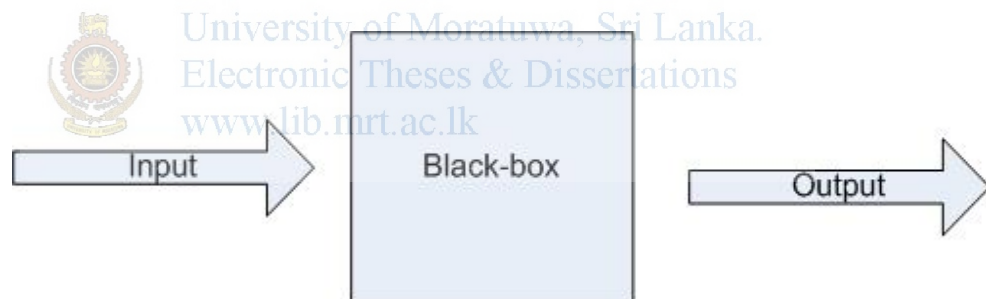 University of Moratuwa, Sri Lanka.
Electronic Theses & Dissertations
www.lib.mrt.ac.lk
Input
Black-box
Output